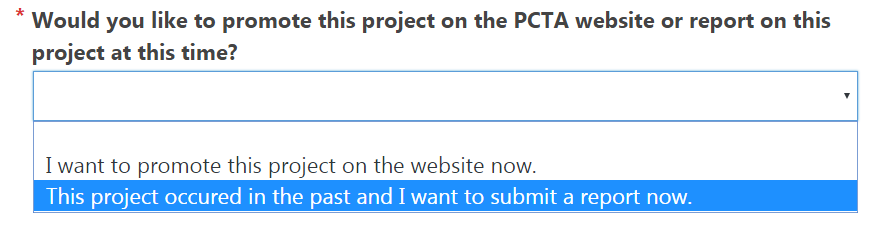 * Would you like to promote this project on the PCTA website or report on this
project at this time?
I want to promote this project on the website now.
This project occured in the past and I want to submit a report now.